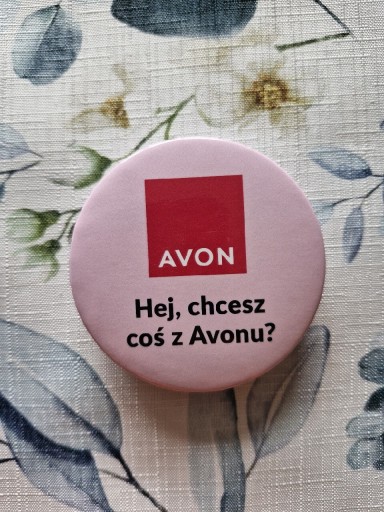 AVON
Hej, chcesz
coś z Avonu?